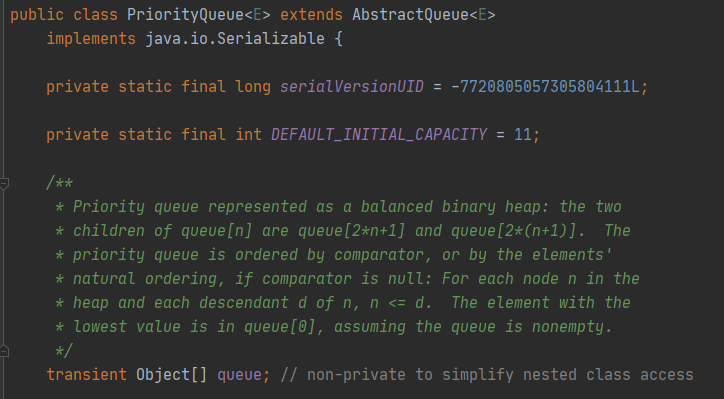 public class PriorityQueue<E> extends AbstractQueue<E>
    implements java.io.Serializable {
    private static final long serialVersionUID = -7720805057305804111L;
    private static final int DEFAULT_INITIAL_CAPACITY = 11;
    /**
     * Priority queue represented as a balanced binary heap: the two
     * children of queue[n] are queue[2*n+1] and queue[2*(n+1)].  The
     * priority queue is ordered by comparator, or by the elements'
     * natural ordering, if comparator is null: For each node n in the
     * heap and each descendant d of n, n <= d.  The element with the
     * lowest value is in queue[0], assuming the queue is nonempty.
     */
    transient Object[] queue; // non-private to simplify nested class access